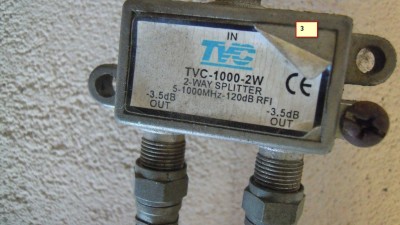 3
IN
TVC
TVC-1000-2W
2-WAY SPLITTER
5-1000MHz-120dB RFI
-3.5dB
OUT
-3.5dB
OUT
CE